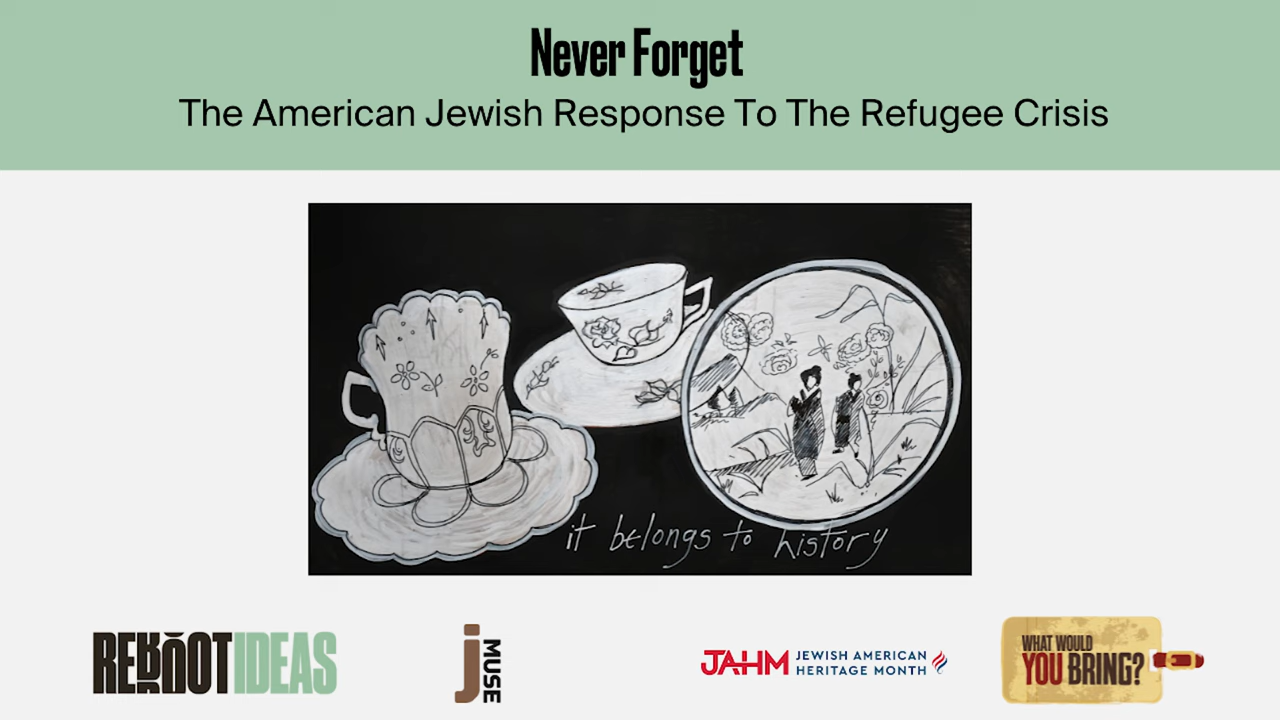 Never Forget
The American Jewish Response To The Refugee Crisis
it belongs to history
REBOOT IDEAS
j MUSE
JAHM JEWISH AMERICAN
HERITAGE MONTH
WHAT WOULD
YOU BRING?